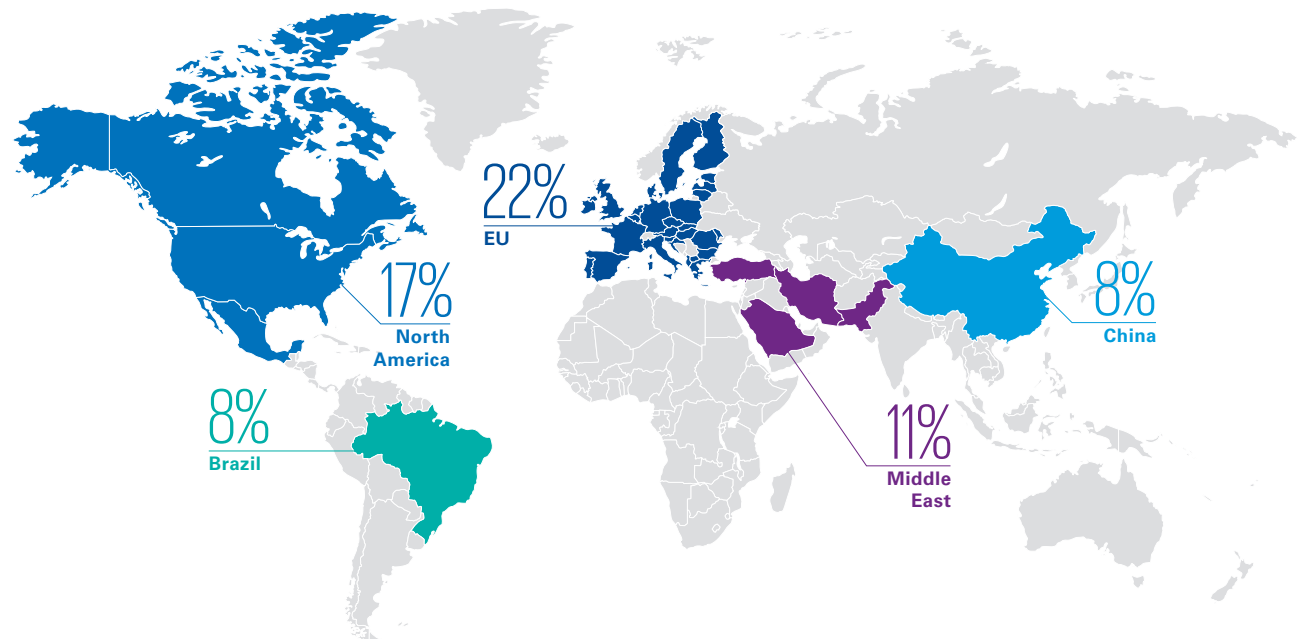 22%
EU
17%
North
America
8%
China
8%
Brazil
11%
Middle
East